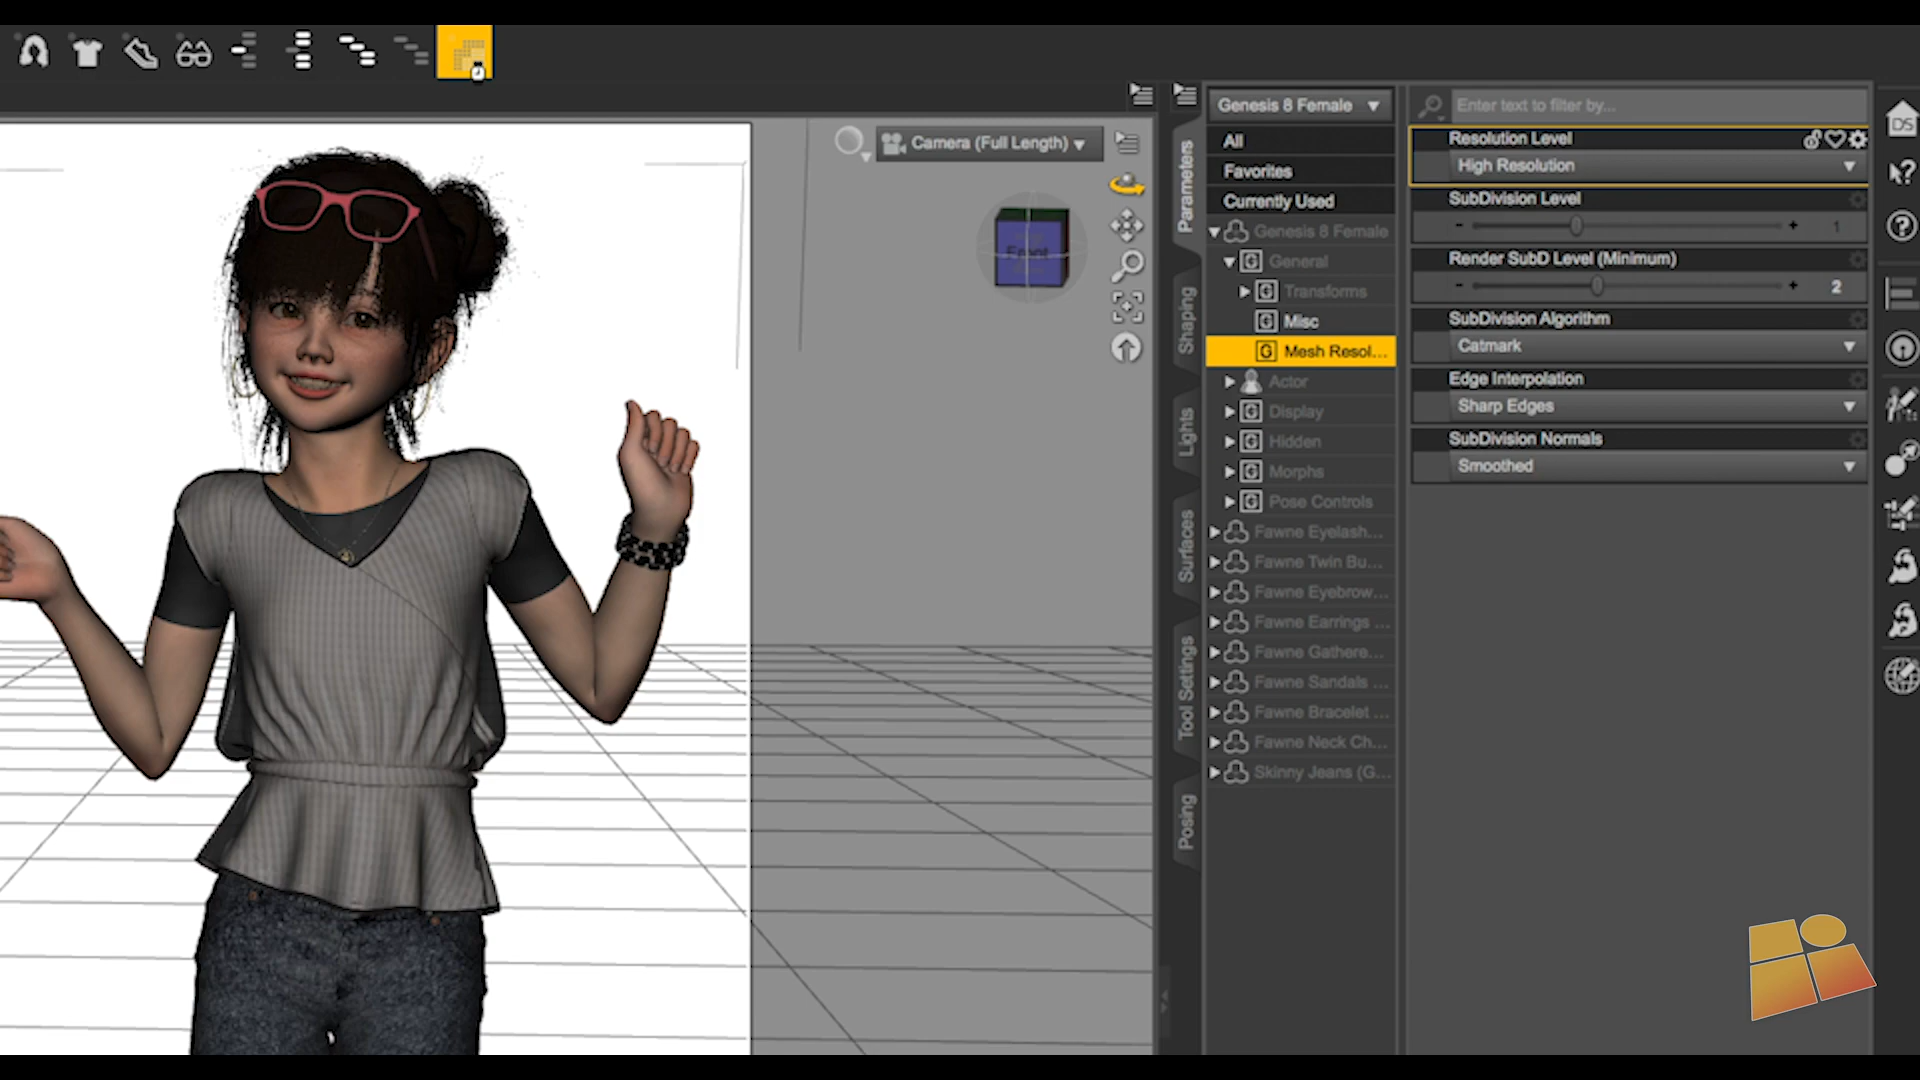 Camera (Full Length)
Front
Parameters
Shaping
Lights
Surfaces
Tool Settings
Posing
Genesis 8 Female
All
Favorites
Currently Used
Genesis 8 Female
General
Transforms
Misc
Mesh Resol...
Actor
Display
Hidden
Morphs
Pose Controls
Fawne Eyelash...
Fawne Twin Bu...
Fawne Eyebrow...
Fawne Earrings ...
Fawne Gathere...
Fawne Sandals ...
Fawne Bracelet ...
Fawne Neck Ch...
Skinny Jeans (G...
Enter text to filter by...
Resolution Level
High Resolution
SubDivision Level
- + 1
Render SubD Level (Minimum)
- + 2
SubDivision Algorithm
Catmark
Edge Interpolation
Sharp Edges
SubDivision Normals
Smoothed
DS